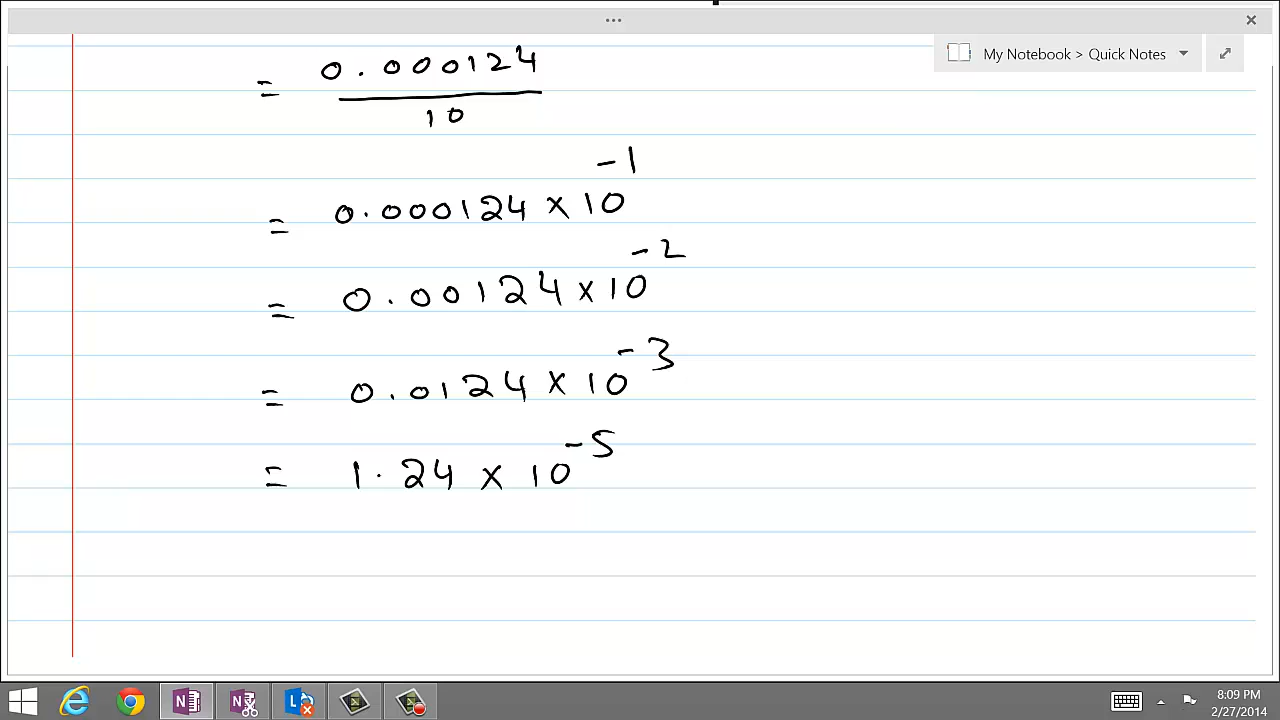 ...
My Notebook > Quick Notes
= 0.000124
10
= 0.000124 × 10⁻¹
= 0.00124 × 10⁻²
= 0.0124 × 10⁻³
= 1.24 × 10⁻⁵
8:09 PM
2/27/2014